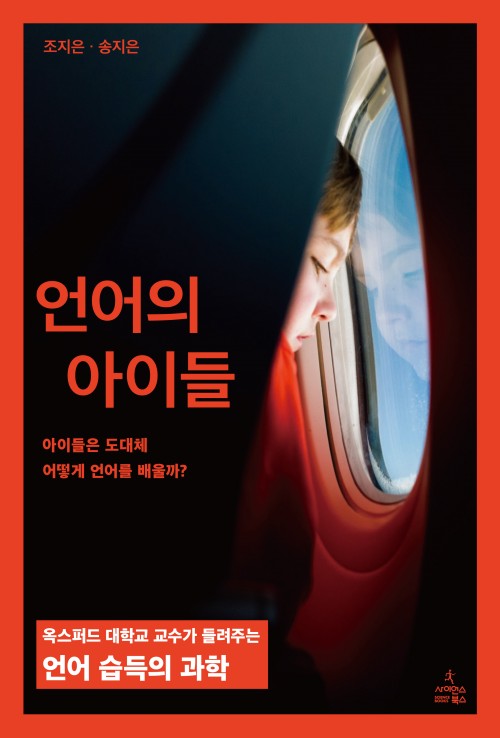 조지은 · 송지은
언어의
아이들
아이들은 도대체
어떻게 언어를 배울까?
옥스퍼드 대학교 교수가 들려주는
언어 습득의 과학
사이언스
SCIENCE BOOKS 북스